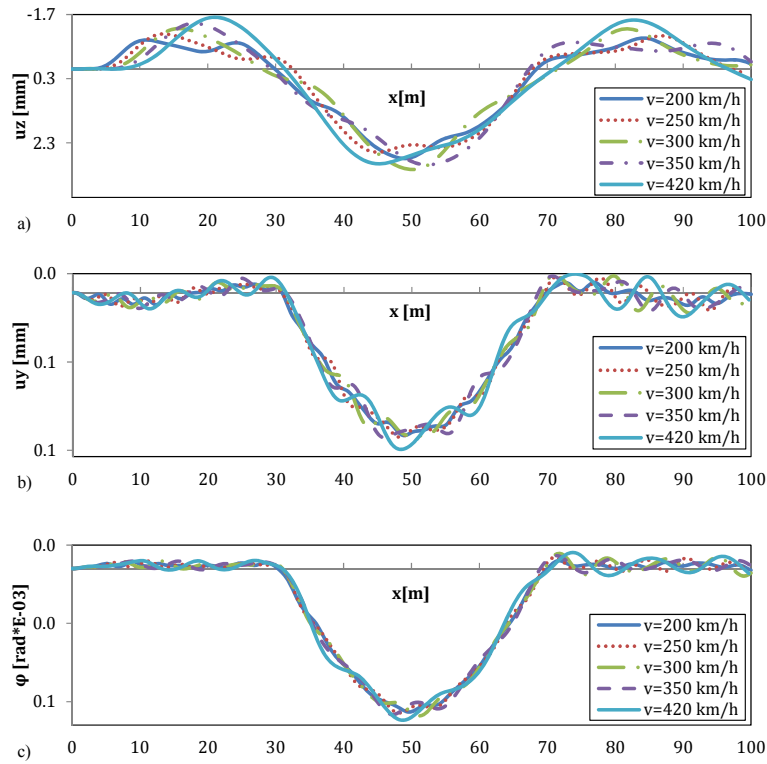 -1.7
0.3
2.3
uz [mm]
x[m]
v=200 km/h
v=250 km/h
v=300 km/h
v=350 km/h
v=420 km/h
a)
0 10 20 30 40 50 60 70 80 90 100
0.0
0.1
0.1
uy [mm]
x [m]
v=200 km/h
v=250 km/h
v=300 km/h
v=350 km/h
v=420 km/h
b)
0 10 20 30 40 50 60 70 80 90 100
0.0
0.0
0.1
φ [rad*E-03]
x[m]
v=200 km/h
v=250 km/h
v=300 km/h
v=350 km/h
v=420 km/h
c)
0 10 20 30 40 50 60 70 80 90 100